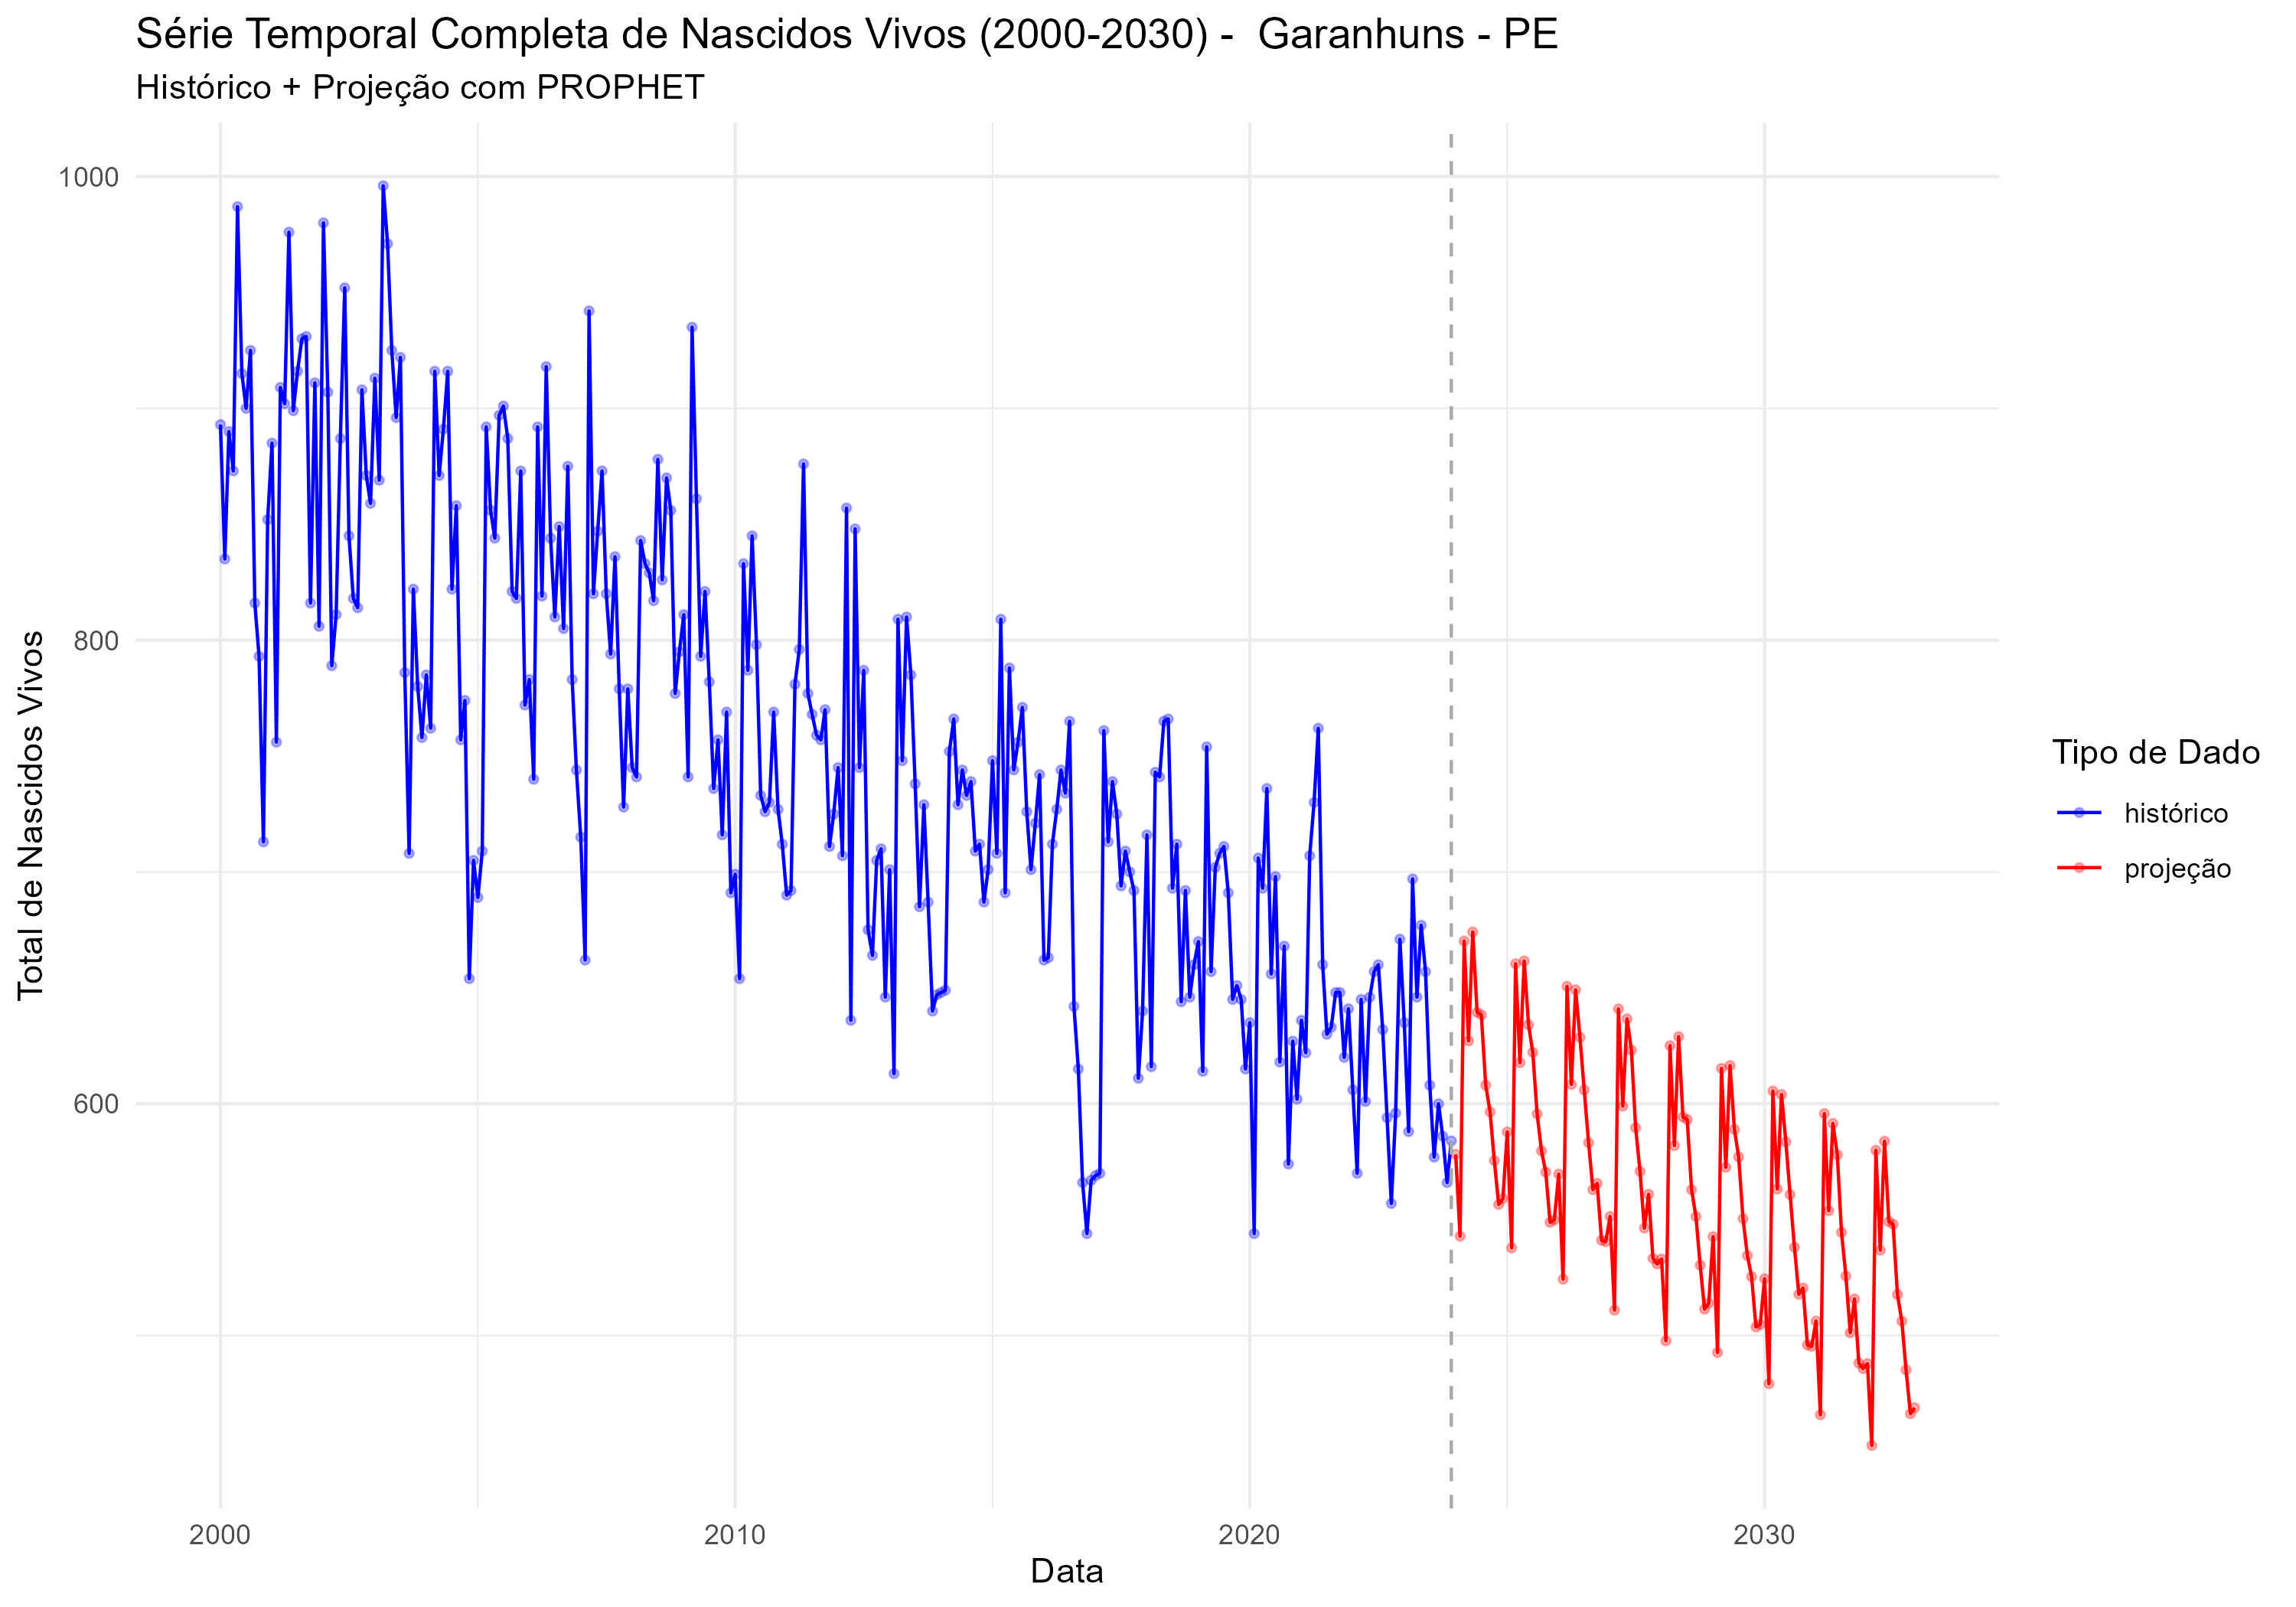 Série Temporal Completa de Nascidos Vivos (2000-2030) -  Garanhuns - PE
Histórico + Projeção com PROPHET
Total de Nascidos Vivos
1000
800
600
2000
2010
2020
2030
Data
Tipo de Dado
histórico
projeção